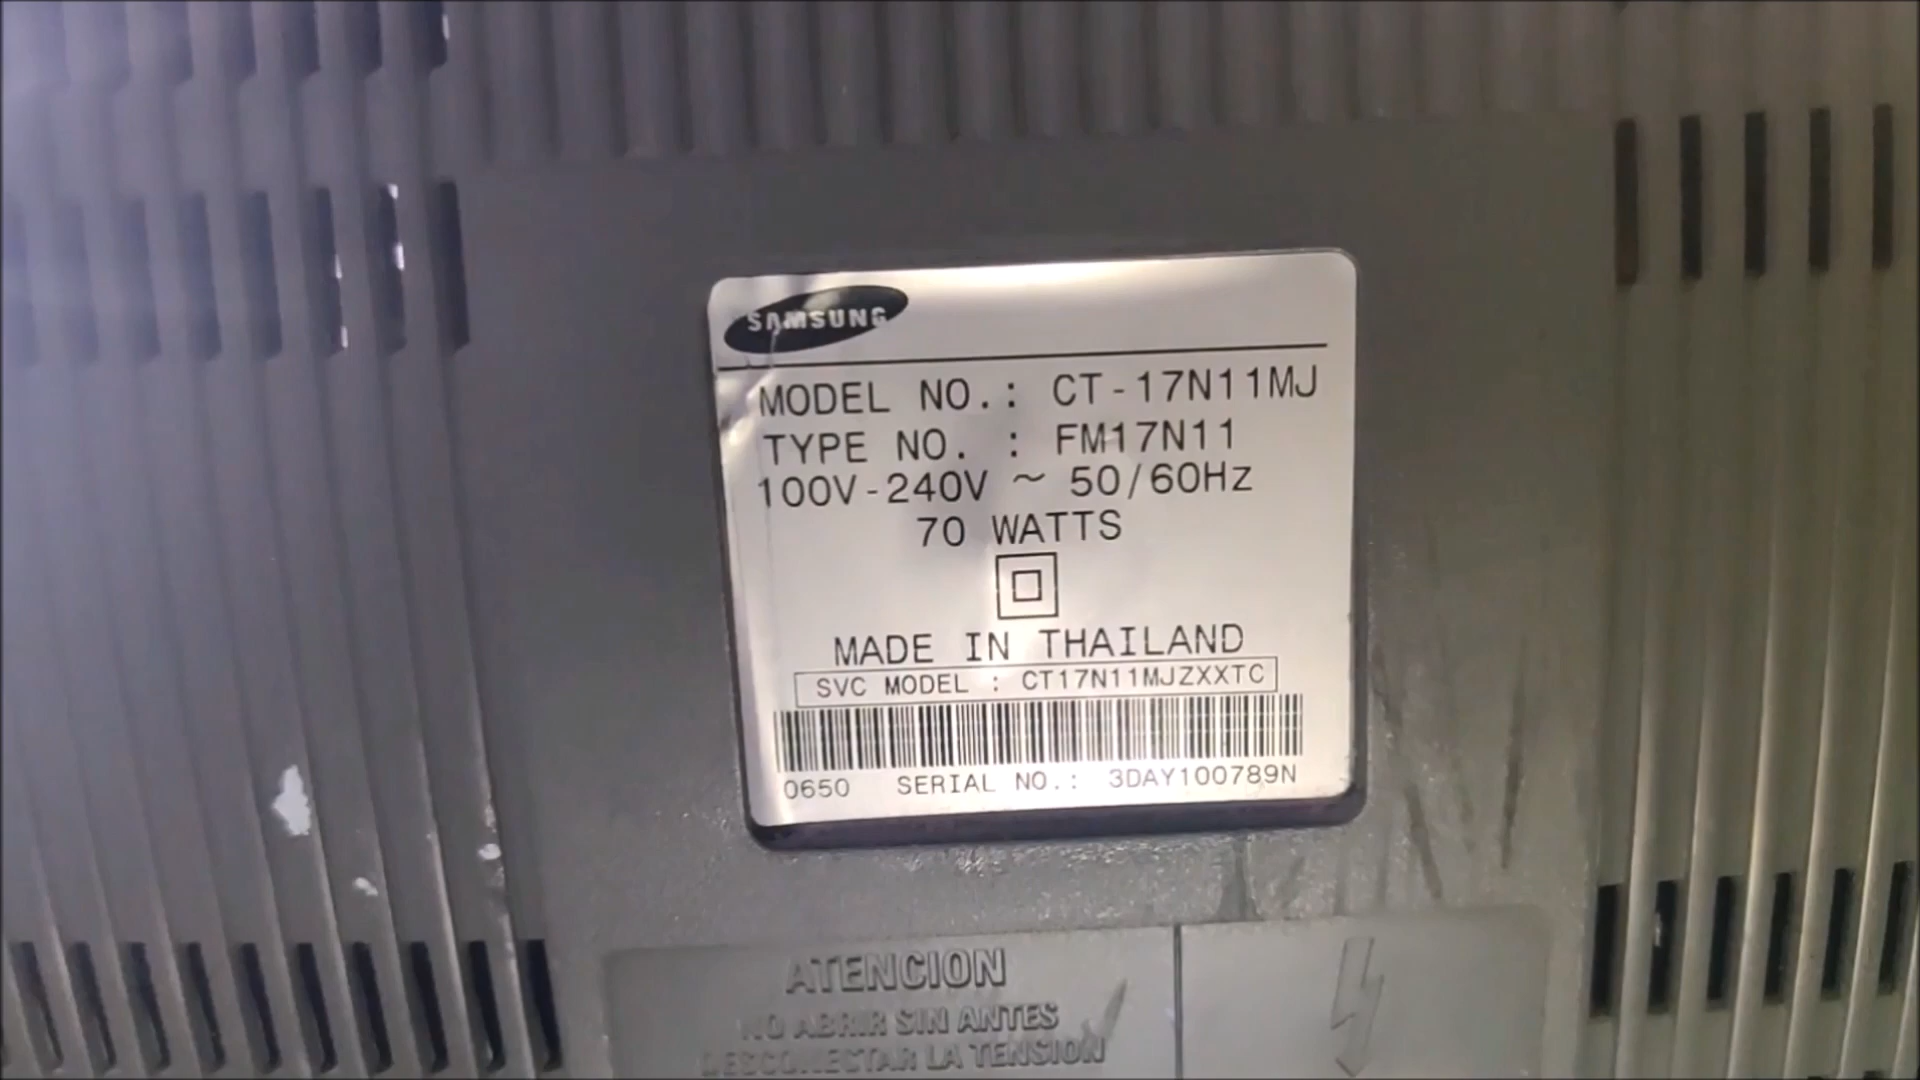 SAMSUNG
MODEL NO.: CT-17N11MJ
TYPE NO. : FM17N11
100V-240V ~ 50/60Hz
70 WATTS
MADE IN THAILAND
SVC MODEL : CT17N11MJZXXTC
0650 SERIAL NO.: 3DAY100789N
ATENCION
NO ABRIR SIN ANTES
DESCONECTAR LA TENSION